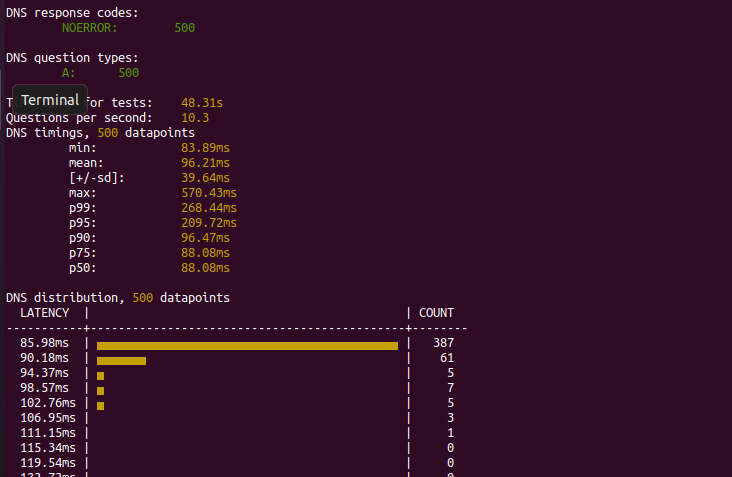 DNS response codes:
NOERROR: 500
DNS question types:
A: 500
Terminal
for tests: 48.31s
Questions per second: 10.3
DNS timings, 500 datapoints
min: 83.89ms
mean: 96.21ms
[+/-sd]: 39.64ms
max: 570.43ms
p99: 268.44ms
p95: 209.72ms
p90: 96.47ms
p75: 88.08ms
p50: 88.08ms
DNS distribution, 500 datapoints
LATENCY | | COUNT
-----------+---------------------------------------------+--------
85.98ms | | 387
90.18ms | | 61
94.37ms | | 5
98.57ms | | 7
102.76ms | | 5
106.95ms | | 3
111.15ms | | 1
115.34ms | | 0
119.54ms | | 0